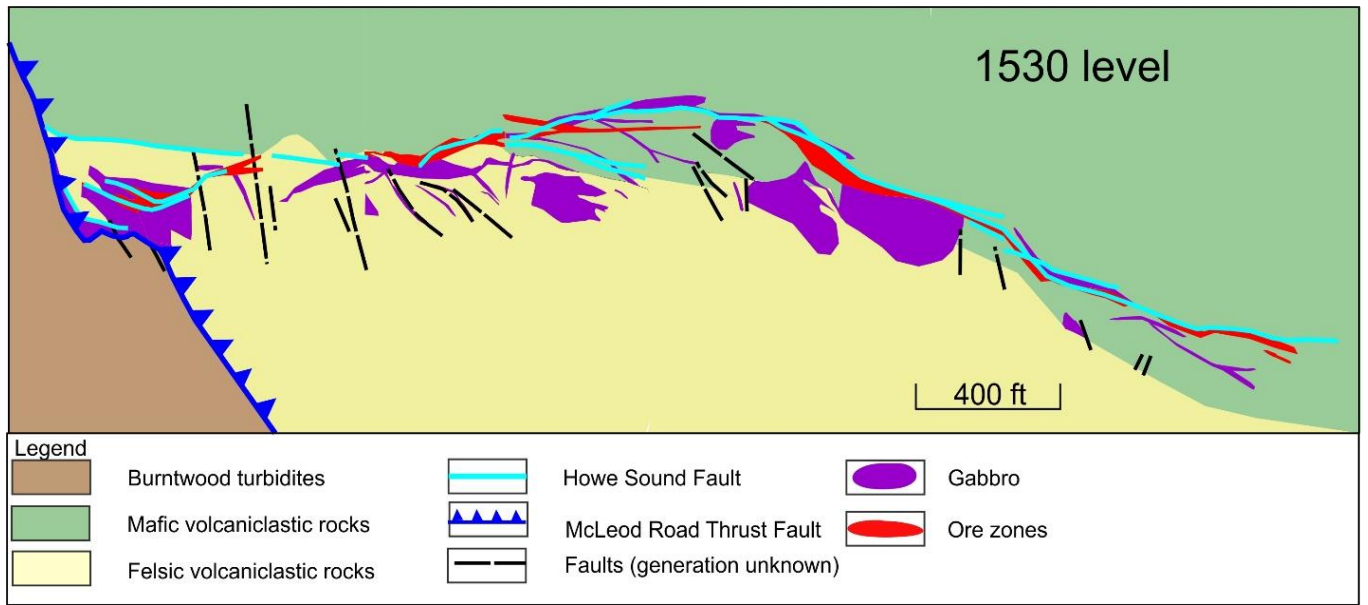 1530 level
400 ft
Legend
Burntwood turbidites
Mafic volcaniclastic rocks
Felsic volcaniclastic rocks
Howe Sound Fault
McLeod Road Thrust Fault
Faults (generation unknown)
Gabbro
Ore zones